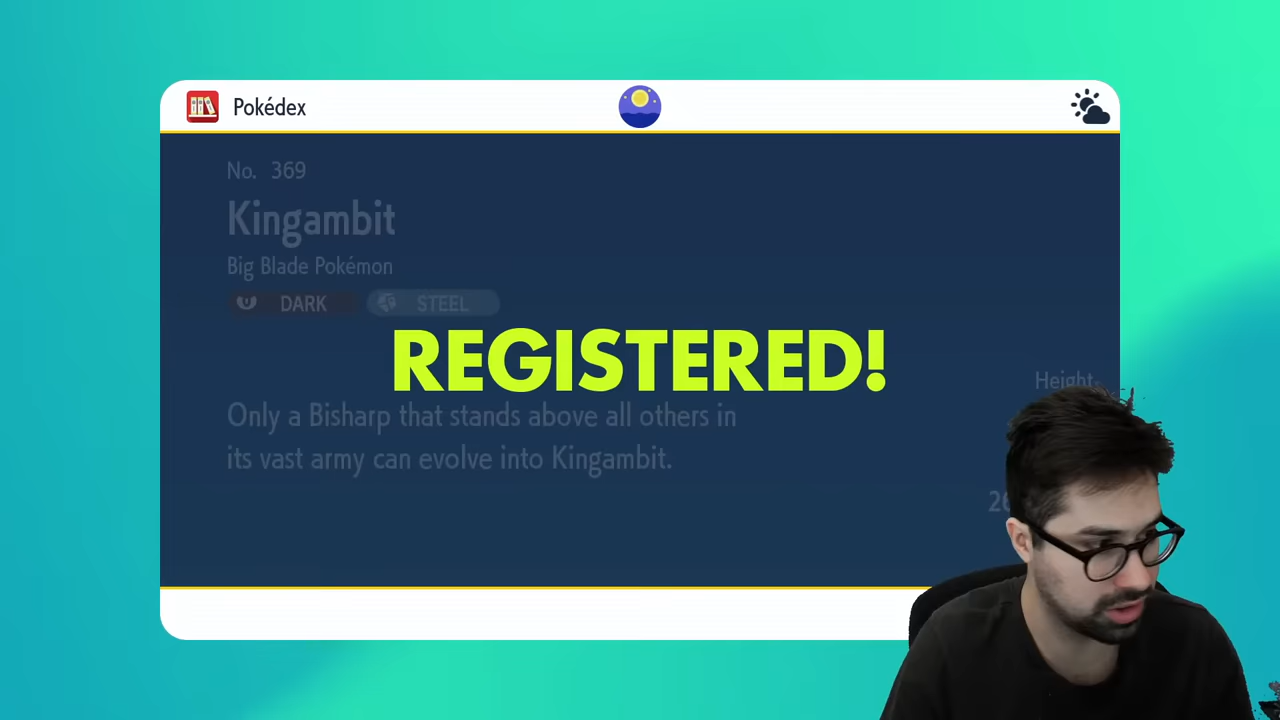 Pokédex
No. 369
Kingambit
Big Blade Pokémon
DARK STEEL
REGISTERED!
Height
Only a Bisharp that stands above all others in
its vast army can evolve into Kingambit.